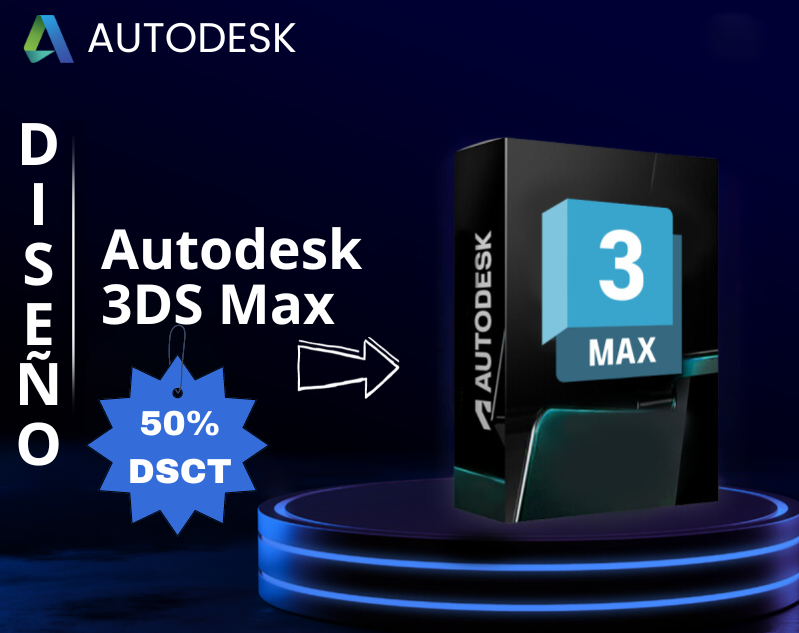 AUTODESK
DISEÑO
Autodesk
3DS Max
50%
DSCT
AUTODESK
3
MAX